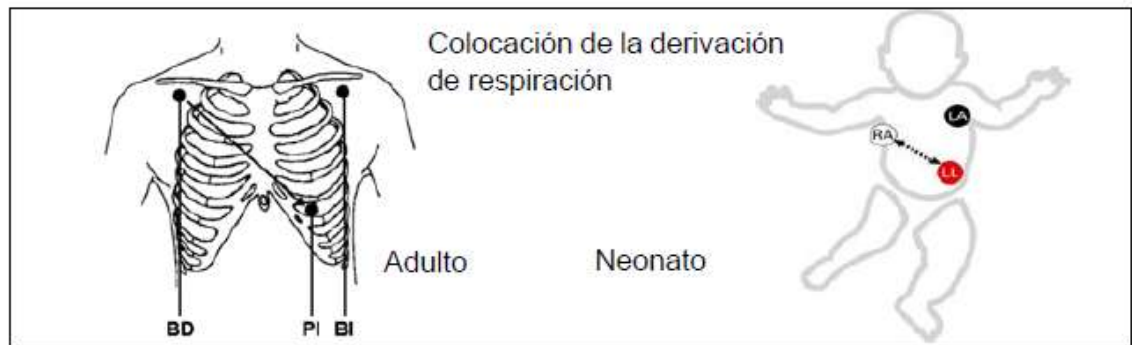 Colocación de la derivación
de respiración
LA
RA
LL
Adulto
Neonato
BD
PI
BI